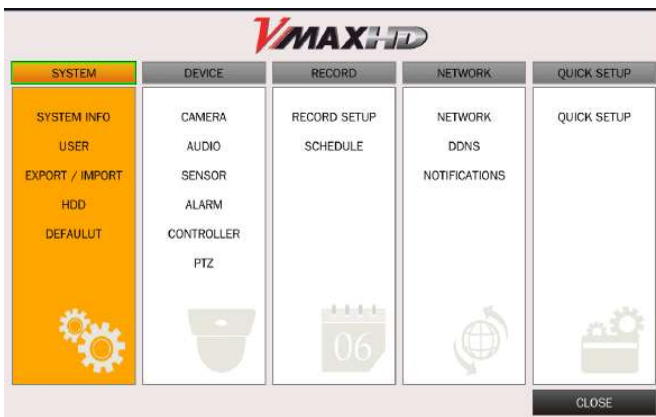 VMAXHD
SYSTEM
DEVICE
RECORD
NETWORK
QUICK SETUP
SYSTEM INFO
USER
EXPORT / IMPORT
HDD
DEFAULUT
CAMERA
AUDIO
SENSOR
ALARM
CONTROLLER
PTZ
RECORD SETUP
SCHEDULE
06
NETWORK
DDNS
NOTIFICATIONS
QUICK SETUP
CLOSE